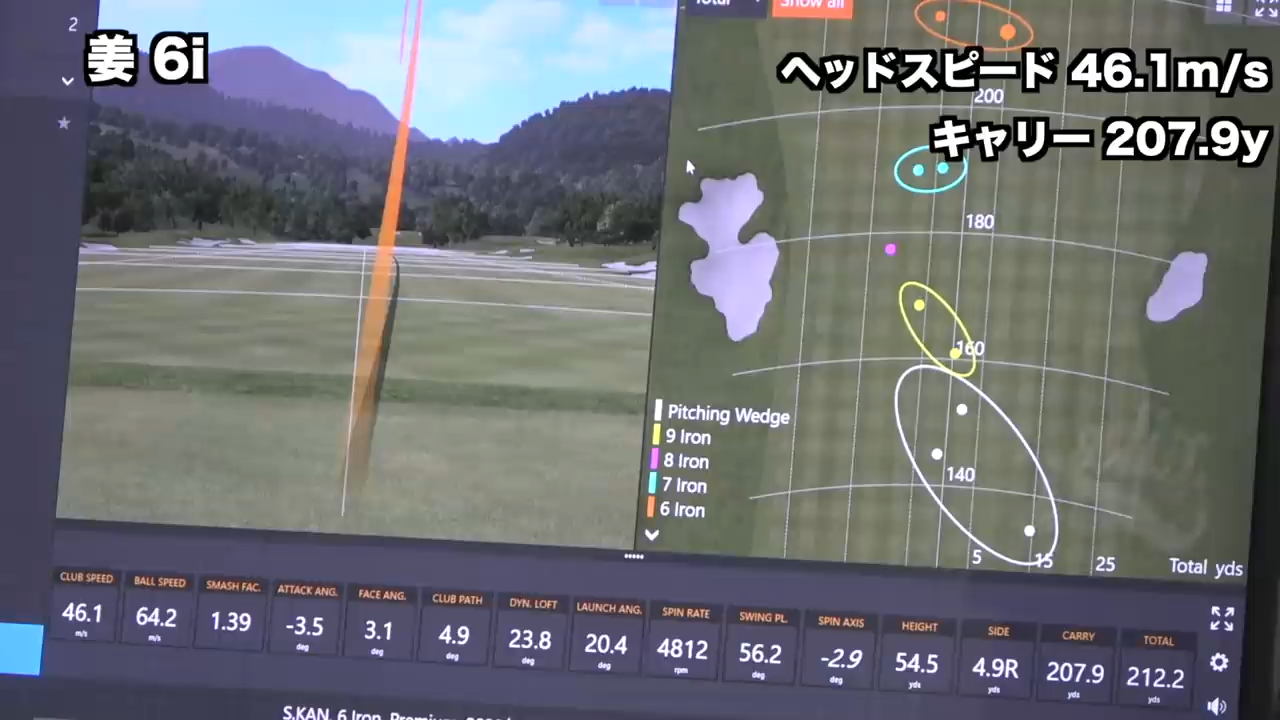 2
姜 6i
Total
Show all
ヘッドスピード 46.1m/s
キャリー 207.9y
200
180
160
140
5
15
25
Total yds
Pitching Wedge
9 Iron
8 Iron
7 Iron
6 Iron
CLUB SPEED
46.1
m/s
BALL SPEED
64.2
m/s
SMASH FAC.
1.39
ATTACK ANG.
-3.5
deg
FACE ANG.
3.1
deg
CLUB PATH
4.9
deg
DYN. LOFT
23.8
deg
LAUNCH ANG.
20.4
deg
SPIN RATE
4812
rpm
SWING PL.
56.2
deg
SPIN AXIS
-2.9
deg
HEIGHT
54.5
yds
SIDE
4.9R
yds
CARRY
207.9
yds
TOTAL
212.2
yds
S.KAN, 6 Iron, Premium,